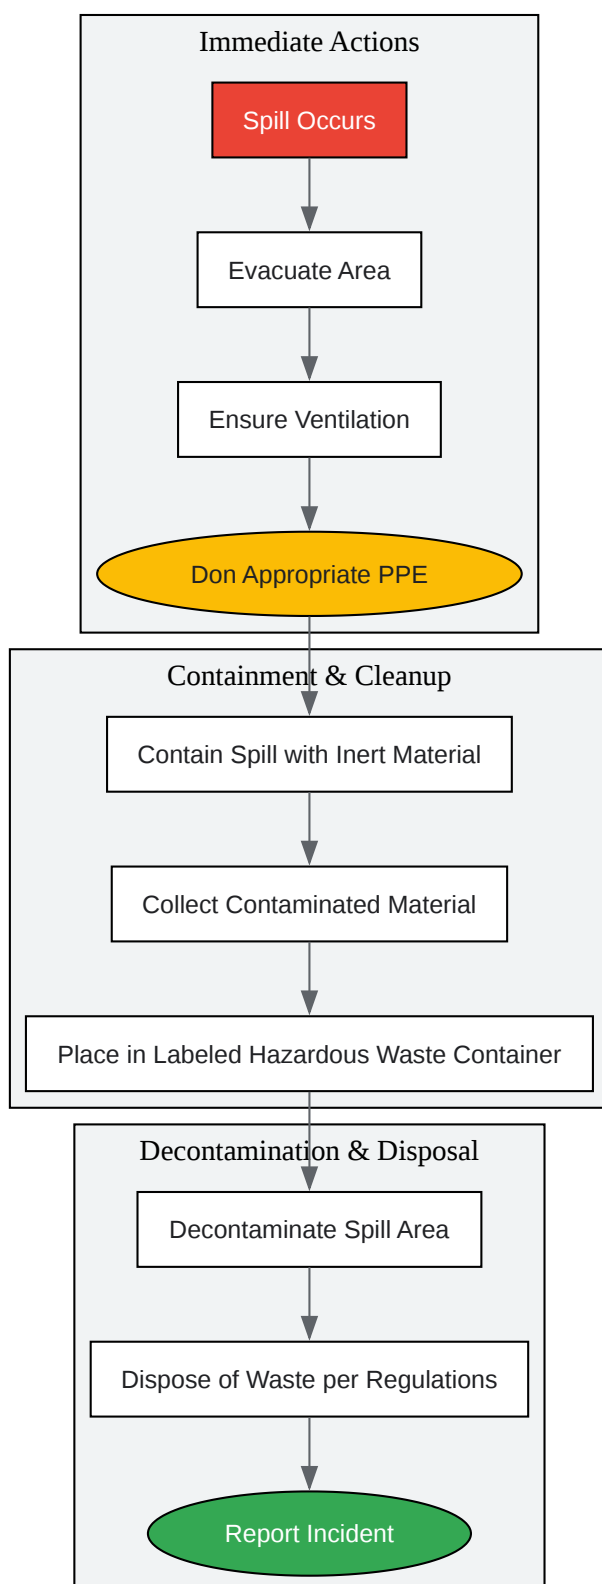 Immediate Actions
Spill Occurs
Evacuate Area
Ensure Ventilation
Don Appropriate PPE
Containment & Cleanup
Contain Spill with Inert Material
Collect Contaminated Material
Place in Labeled Hazardous Waste Container
Decontamination & Disposal
Decontaminate Spill Area
Dispose of Waste per Regulations
Report Incident